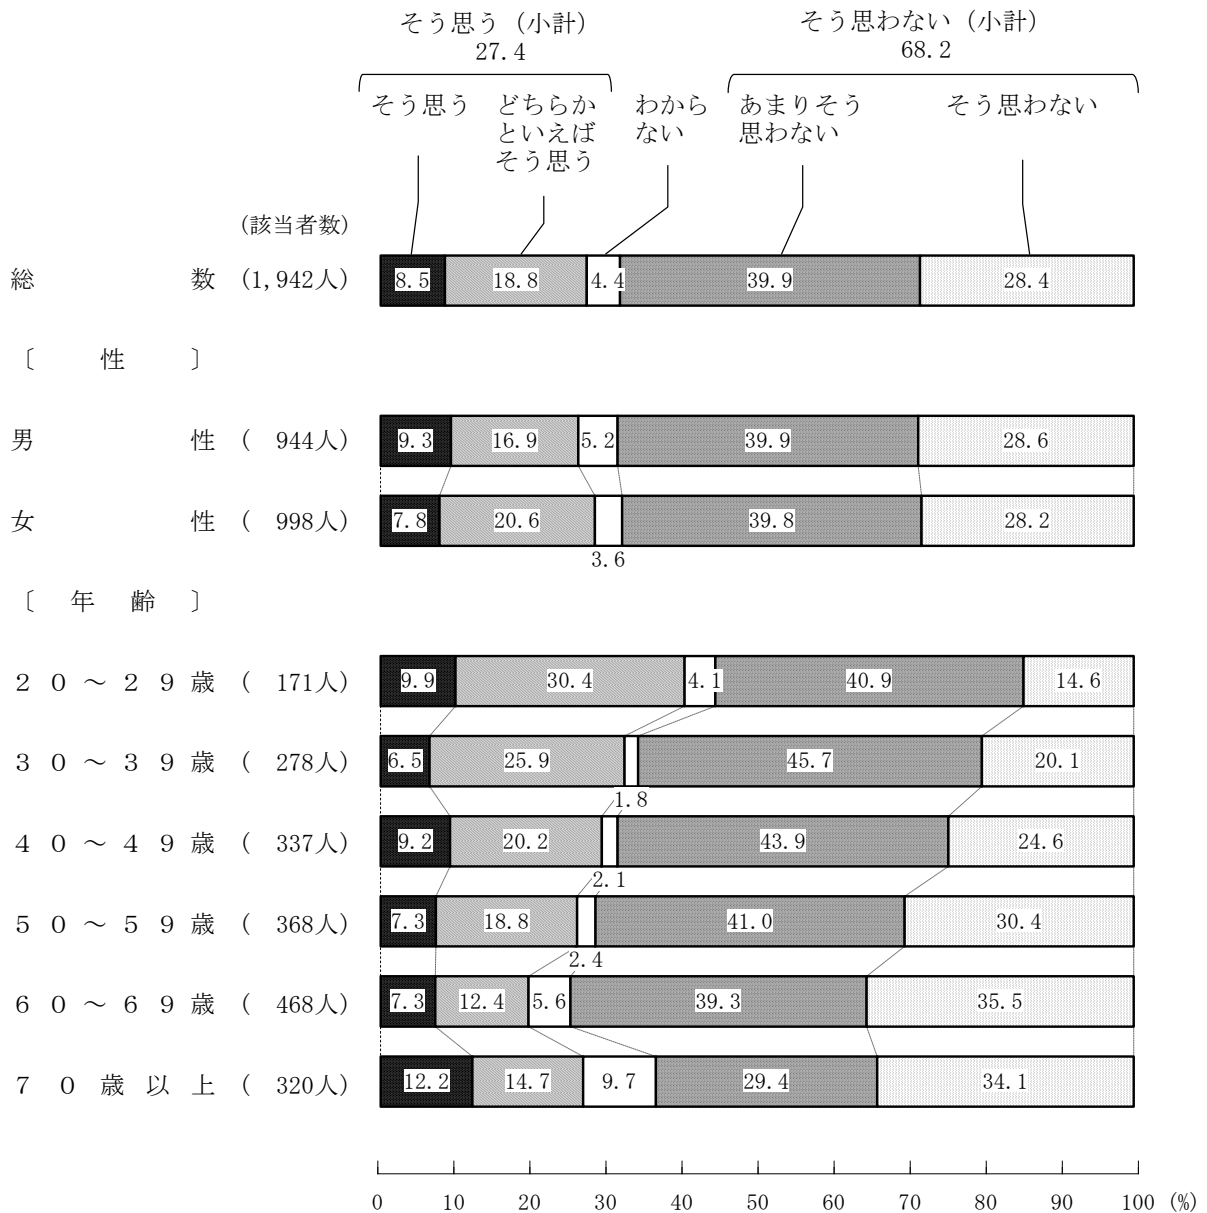 そう思う（小計）
27.4
そう思わない（小計）
68.2
そう思う
どちらか
といえば
そう思う
わから
ない
あまりそう
思わない
そう思わない
(該当者数)
総数 (1,942人) 8.5 18.8 4.4 39.9 28.4
〔性〕
男性 ( 944人) 9.3 16.9 5.2 39.9 28.6
女性 ( 998人) 7.8 20.6 39.8 28.2
3.6
〔年齢〕
２０～２９歳 ( 171人) 9.9 30.4 4.1 40.9 14.6
３０～３９歳 ( 278人) 6.5 25.9 45.7 20.1
1.8
４０～４９歳 ( 337人) 9.2 20.2 43.9 24.6
2.1
５０～５９歳 ( 368人) 7.3 18.8 41.0 30.4
2.4
６０～６９歳 ( 468人) 7.3 12.4 5.6 39.3 35.5
７０歳以上 ( 320人) 12.2 14.7 9.7 29.4 34.1
0 10 20 30 40 50 60 70 80 90 100 (%)